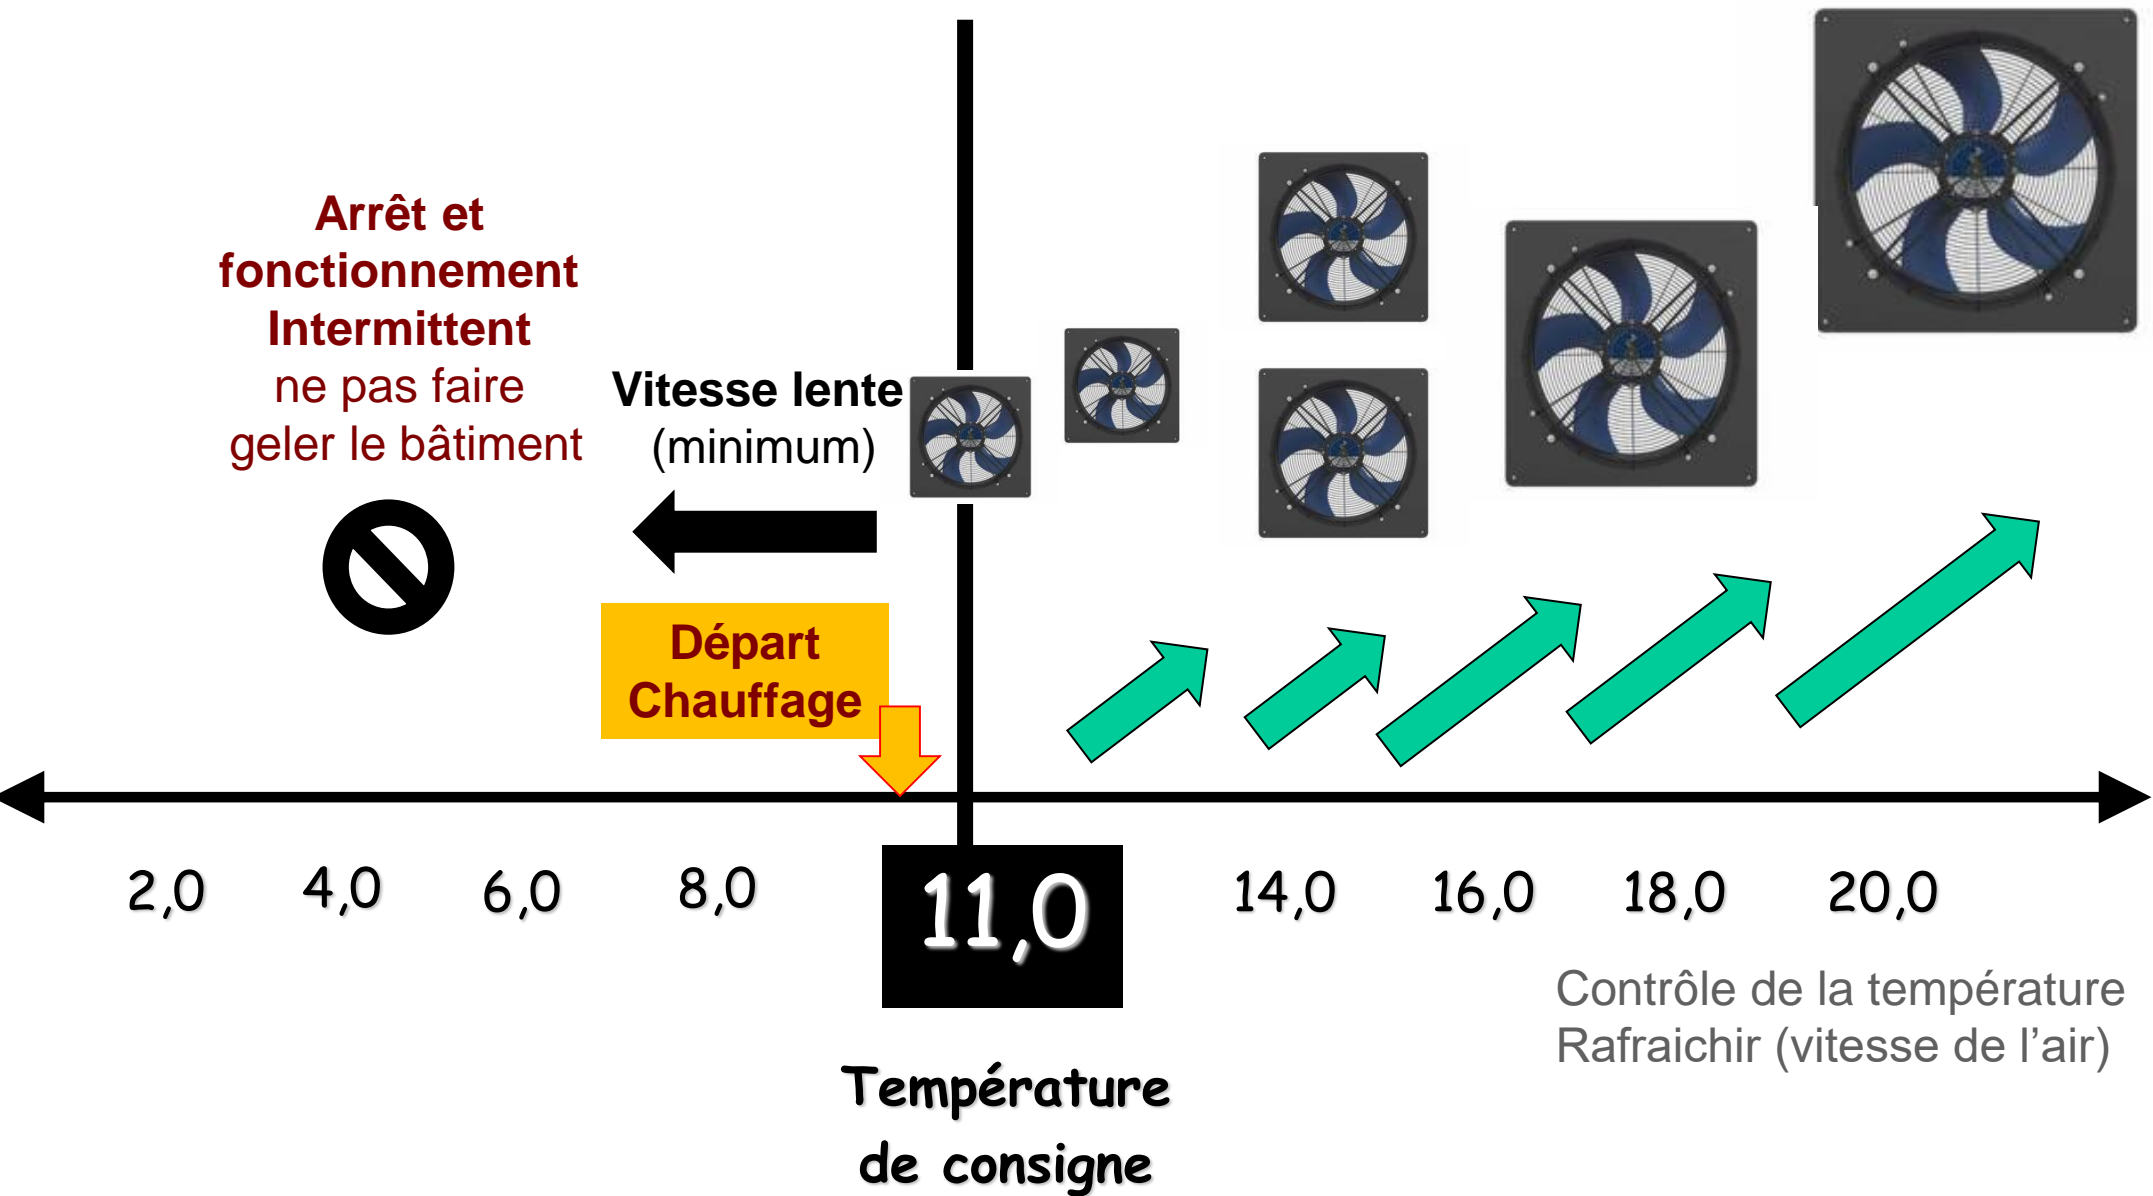 Arrêt et
fonctionnement
Intermittent
ne pas faire
geler le bâtiment
Vitesse lente
(minimum)
Départ
Chauffage
2,0
4,0
6,0
8,0
11,0
14,0
16,0
18,0
20,0
Contrôle de la température
Rafraichir (vitesse de l’air)
Température
de consigne